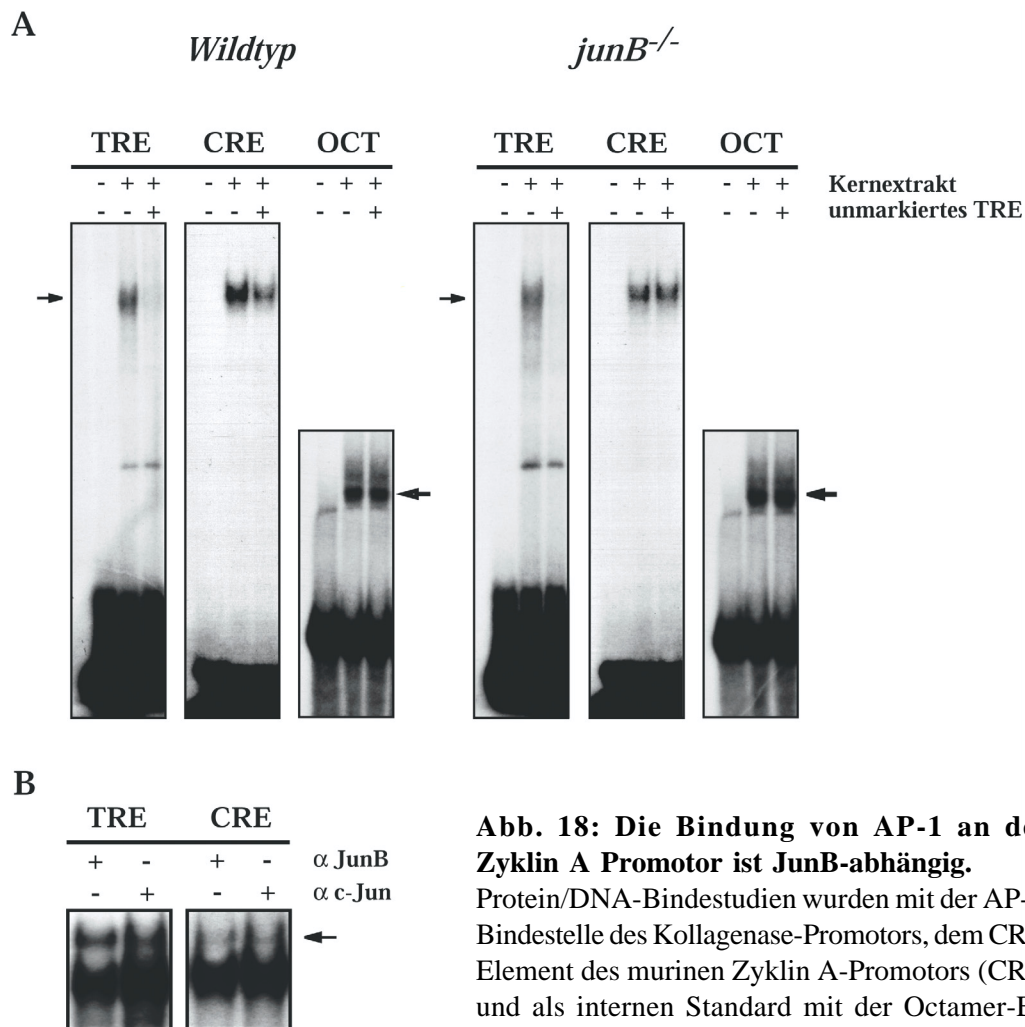 A
Wildtyp junB-/-
TRE CRE OCT TRE CRE OCT
- + + - + + - + + - + + - + + - + + Kernextrakt
- - + - - + - - + - - + - - + - - + unmarkiertes TRE
B
TRE CRE
+ - + - α JunB
- + - + α c-Jun
Abb. 18: Die Bindung von AP-1 an de
Zyklin A Promotor ist JunB-abhängig.
Protein/DNA-Bindestudien wurden mit der AP-
Bindestelle des Kollagenase-Promotors, dem CR
Element des murinen Zyklin A-Promotors (CR
und als internen Standard mit der Octamer-B